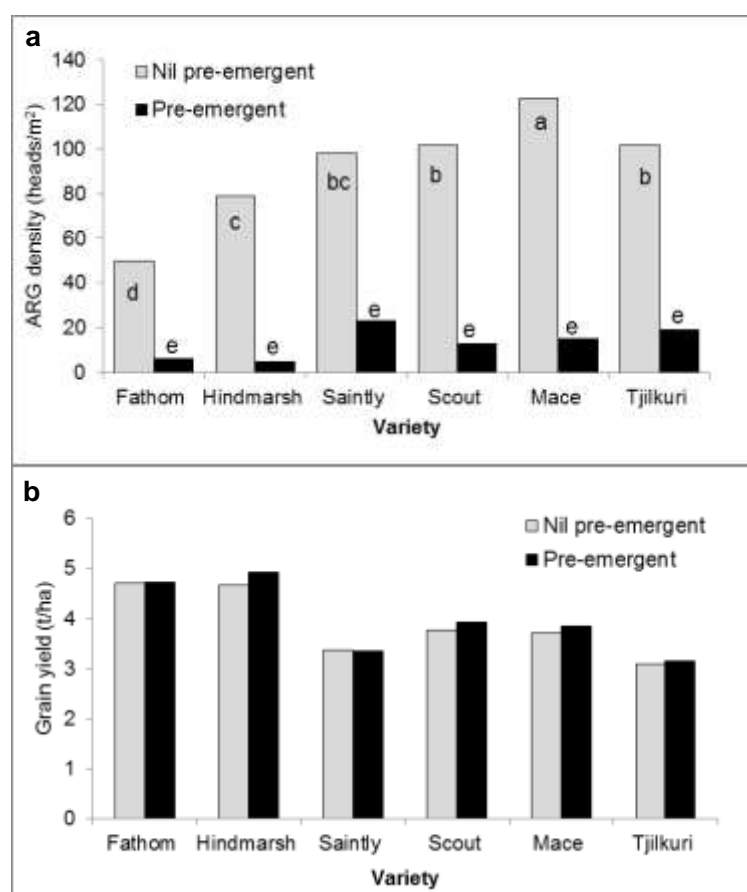 a
140
120
100
80
60
40
20
0
ARG density (heads/m²)
Nil pre-emergent
Pre-emergent
d
e
c
e
bc
e
b
e
a
e
b
e
Fathom Hindmarsh Saintly Scout Mace Tjilkuri
Variety
b
6
5
4
3
2
1
0
Grain yield (t/ha)
Nil pre-emergent
Pre-emergent
Fathom Hindmarsh Saintly Scout Mace Tjilkuri
Variety